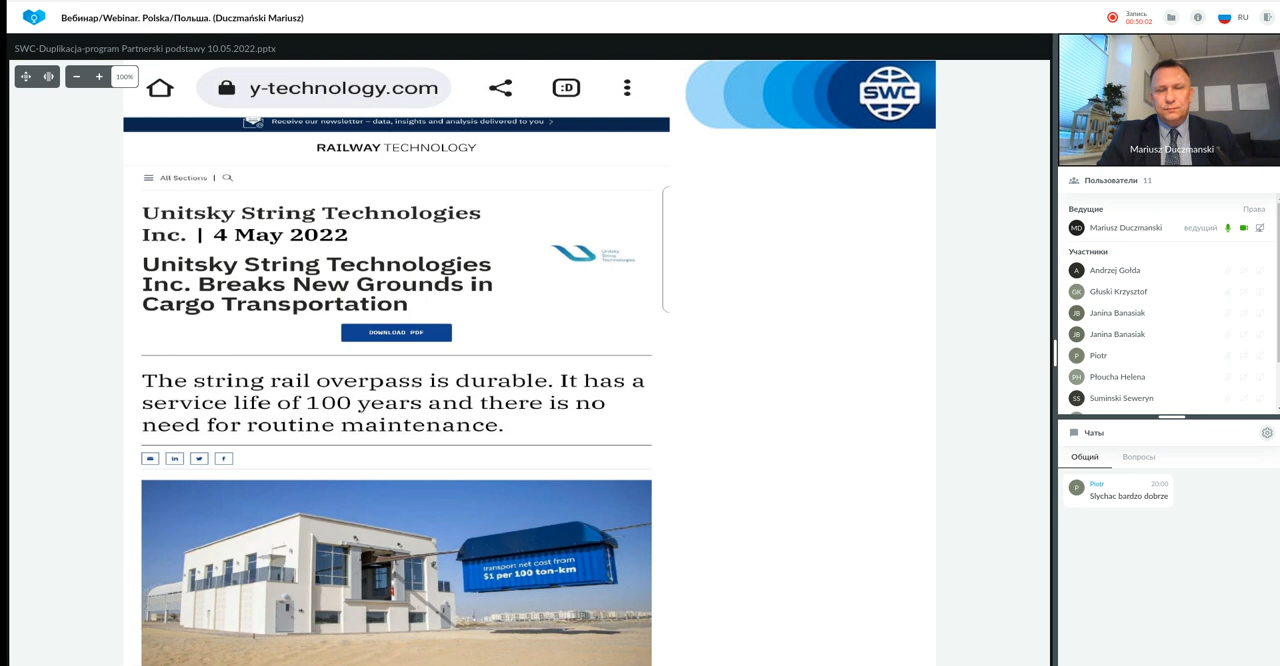 Вебинар/Webinar. Polska/Польша. (Duczmański Mariusz)
Запись
00:50:02
RU
SWC-Duplikacja-program Partnerski podstawy 10.05.2022.pptx
100%
y-technology.com
:D
SWC
Receive our newsletter – data, insights and analysis delivered to you
RAILWAY TECHNOLOGY
All Sections |
Unitsky String Technologies
Inc. | 4 May 2022
Unitsky String Technologies
Inc. Breaks New Grounds in
Cargo Transportation
Unitsky
String
Technologies
DOWNLOAD PDF
The string rail overpass is durable. It has a
service life of 100 years and there is no
need for routine maintenance.
in
f
transport net cost from
$1 per 100 ton-km
Mariusz Duczmanski
Пользователи 11
Ведущие Права
MD Mariusz Duczmanski ведущий
Участники
A Andrzej Gołda
GK Głuski Krzysztof
JB Janina Banasiak
JB Janina Banasiak
P Piotr
PH Płoucha Helena
SS Suminski Seweryn
Чаты
Общий Вопросы
P Piotr 20:00
Slychac bardzo dobrze